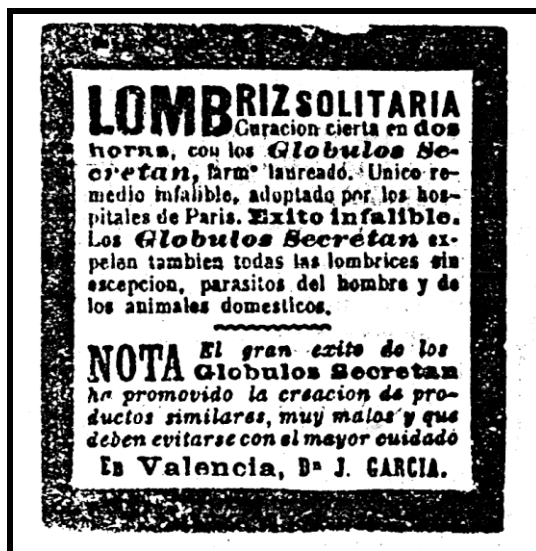 LOMBRIZ SOLITARIA
Curacion cierta en dos
horas, con los Globulos Se-
cretan, farmº laureado. Unico re-
medio infalible, adoptado por los hos-
pitales de Paris. Exito infalible.
Los Globulos Secrétan ex-
pelen tambien todas las lombrices sin
escepcion, parasitos del hombre y de
los animales domesticos.
NOTA El gran exito de los
Globulos Secretan
ha promovido la creacion de pro-
ductos similares, muy malos y que
deben evitarse con el mayor cuidado
En Valencia, Dª J. GARCIA.